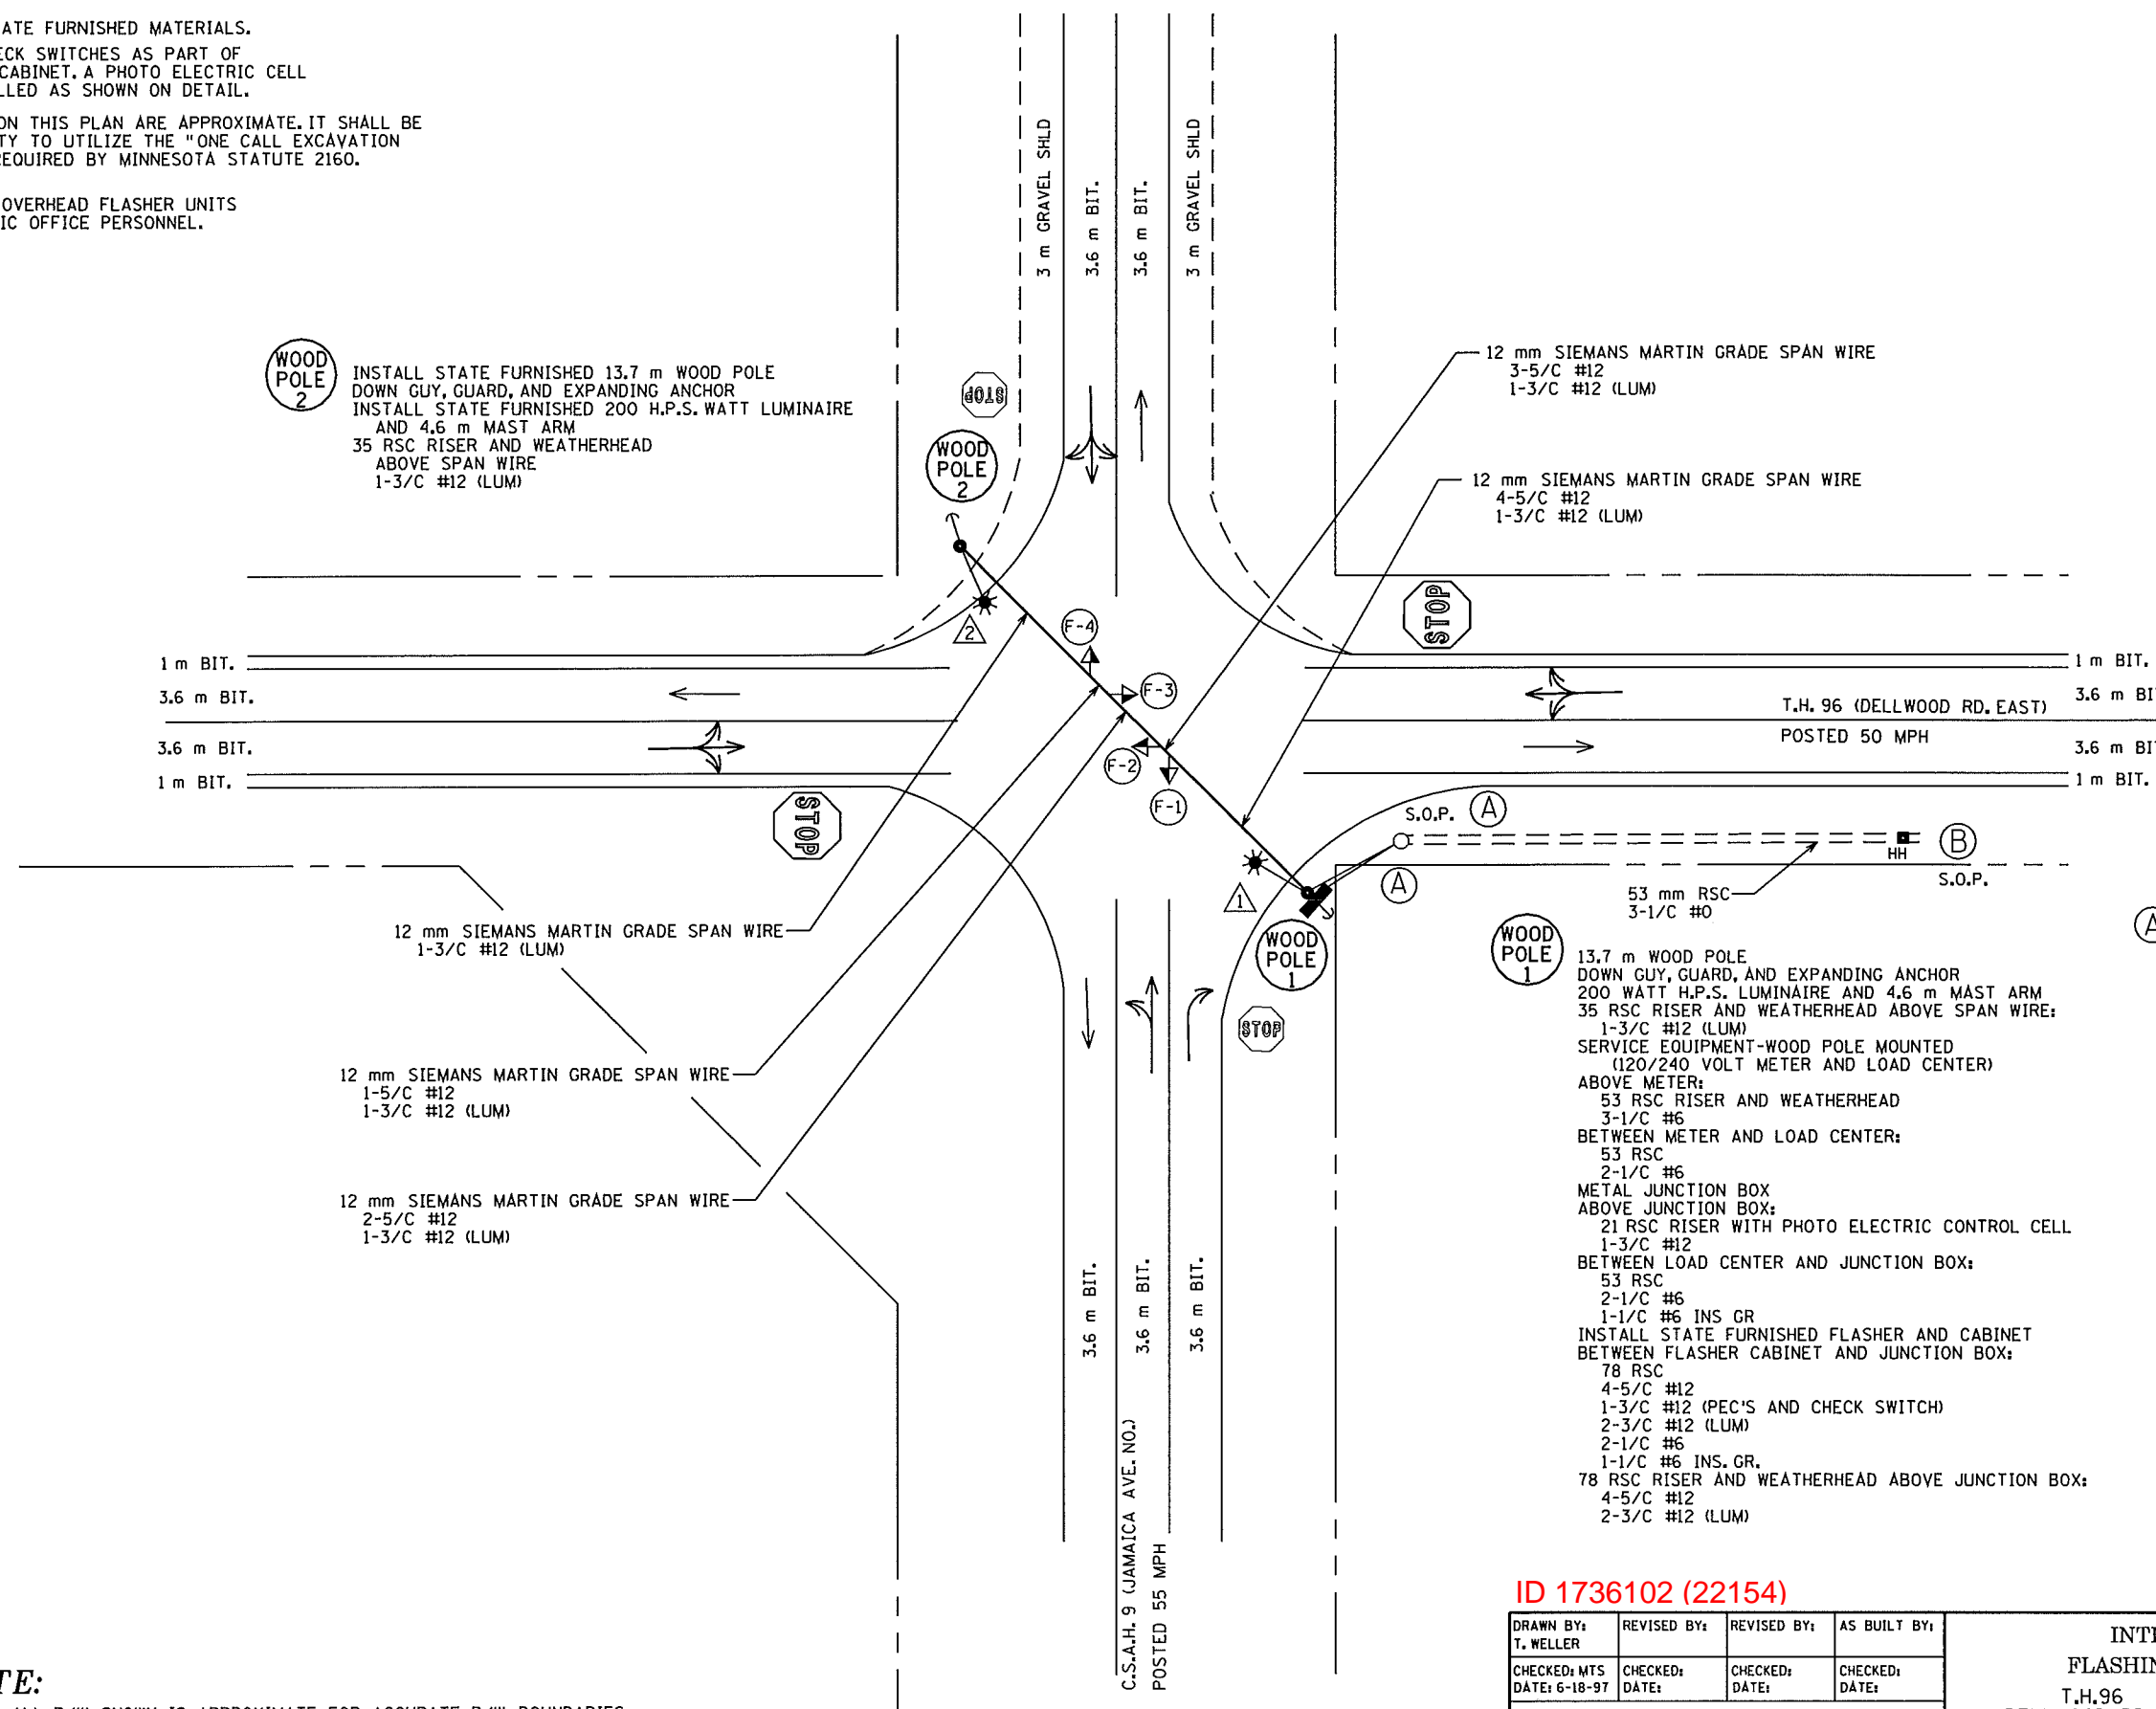 ATE FURNISHED MATERIALS.
ECK SWITCHES AS PART OF
CABINET. A PHOTO ELECTRIC CELL
LLED AS SHOWN ON DETAIL.
ON THIS PLAN ARE APPROXIMATE. IT SHALL BE
TY TO UTILIZE THE "ONE CALL EXCAVATION
REQUIRED BY MINNESOTA STATUTE 2160.
OVERHEAD FLASHER UNITS
IC OFFICE PERSONNEL.
3 m GRAVEL SHLD
3.6 m BIT.
3.6 m BIT.
3 m GRAVEL SHLD
WOOD
POLE
2
INSTALL STATE FURNISHED 13.7 m WOOD POLE
DOWN GUY, GUARD, AND EXPANDING ANCHOR
INSTALL STATE FURNISHED 200 H.P.S. WATT LUMINAIRE
AND 4.6 m MAST ARM
35 RSC RISER AND WEATHERHEAD
ABOVE SPAN WIRE
1-3/C #12 (LUM)
STOP
WOOD
POLE
2
12 mm SIEMANS MARTIN GRADE SPAN WIRE
3-5/C #12
1-3/C #12 (LUM)
12 mm SIEMANS MARTIN GRADE SPAN WIRE
4-5/C #12
1-3/C #12 (LUM)
STOP
2
F-4
F-3
F-2
F-1
1 m BIT.
3.6 m BIT.
3.6 m BIT.
1 m BIT.
1 m BIT.
3.6 m BI
3.6 m BI
1 m BIT.
T.H. 96 (DELLWOOD RD. EAST)
POSTED 50 MPH
STOP
S.O.P.
A
A
HH
B
S.O.P.
53 mm RSC
3-1/C #0
1
WOOD
POLE
1
STOP
12 mm SIEMANS MARTIN GRADE SPAN WIRE
1-3/C #12 (LUM)
12 mm SIEMANS MARTIN GRADE SPAN WIRE
1-5/C #12
1-3/C #12 (LUM)
12 mm SIEMANS MARTIN GRADE SPAN WIRE
2-5/C #12
1-3/C #12 (LUM)
A
WOOD
POLE
1
13.7 m WOOD POLE
DOWN GUY, GUARD, AND EXPANDING ANCHOR
200 WATT H.P.S. LUMINAIRE AND 4.6 m MAST ARM
35 RSC RISER AND WEATHERHEAD ABOVE SPAN WIRE:
1-3/C #12 (LUM)
SERVICE EQUIPMENT-WOOD POLE MOUNTED
(120/240 VOLT METER AND LOAD CENTER)
ABOVE METER:
53 RSC RISER AND WEATHERHEAD
3-1/C #6
BETWEEN METER AND LOAD CENTER:
53 RSC
2-1/C #6
METAL JUNCTION BOX
ABOVE JUNCTION BOX:
21 RSC RISER WITH PHOTO ELECTRIC CONTROL CELL
1-3/C #12
BETWEEN LOAD CENTER AND JUNCTION BOX:
53 RSC
2-1/C #6
1-1/C #6 INS GR
INSTALL STATE FURNISHED FLASHER AND CABINET
BETWEEN FLASHER CABINET AND JUNCTION BOX:
78 RSC
4-5/C #12
1-3/C #12 (PEC'S AND CHECK SWITCH)
2-3/C #12 (LUM)
2-1/C #6
1-1/C #6 INS. GR.
78 RSC RISER AND WEATHERHEAD ABOVE JUNCTION BOX:
4-5/C #12
2-3/C #12 (LUM)
3.6 m BIT.
3.6 m BIT.
3.6 m BIT.
C.S.A.H. 9 (JAMAICA AVE. NO.)
POSTED 55 MPH
ID 1736102 (22154)
DRAWN BY:
T. WELLER
REVISED BY:
REVISED BY:
AS BUILT BY:
CHECKED: MTS
DATE: 6-18-97
CHECKED:
DATE:
CHECKED:
DATE:
CHECKED:
DATE:
INT
FLASHIN
T.H.96
TE: